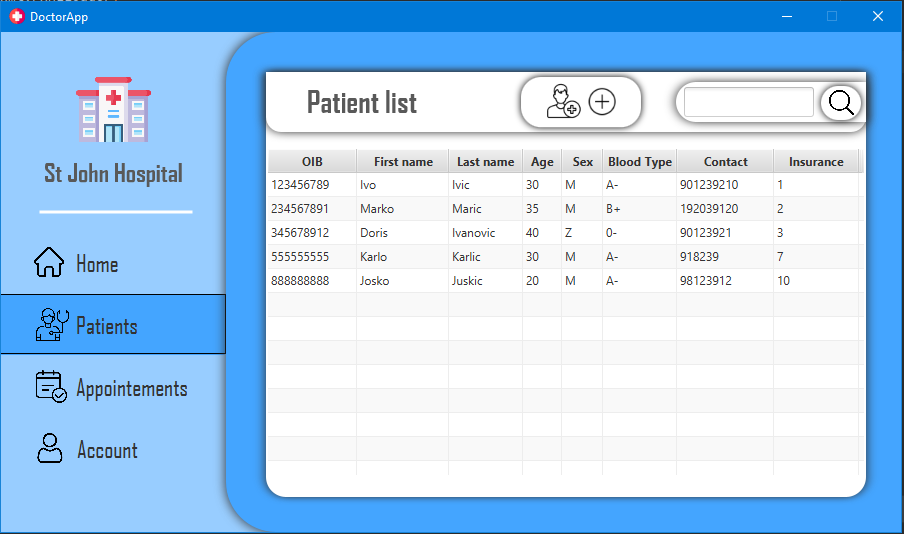 DoctorApp
St John Hospital
Home
Patients
Appointements
Account
Patient list
OIB First name Last name Age Sex Blood Type Contact Insurance
123456789 Ivo Ivic 30 M A- 901239210 1
234567891 Marko Maric 35 M B+ 192039120 2
345678912 Doris Ivanovic 40 Z 0- 90123921 3
555555555 Karlo Karlic 30 M A- 918239 7
888888888 Josko Juskic 20 M A- 98123912 10